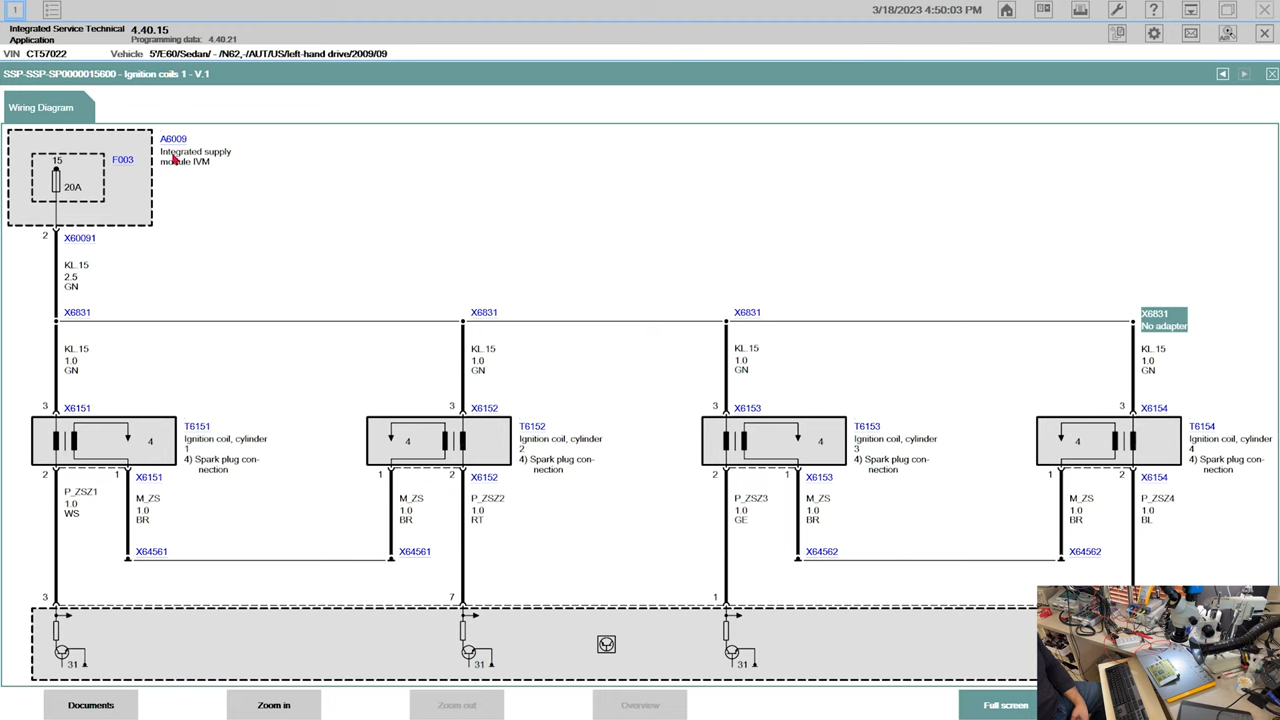 1
3/18/2023 4:50:03 PM
Integrated Service Technical
Application
4.40.15
Programming data: 4.40.21
VIN CT57022 Vehicle 5'/E60/Sedan/ - /N62,-/AUT/US/left-hand drive/2009/09
SSP-SSP-SP0000015600 - Ignition coils 1 - V.1
Wiring Diagram
A6009
Integrated supply
module IVM
15
F003
20A
2 X60091
KL.15
2.5
GN
X6831 X6831 X6831 X6831
No adapter
KL.15 KL.15 KL.15 KL.15
1.0 1.0 1.0 1.0
GN GN GN GN
3 X6151 3 X6152 3 X6153 3 X6154
T6151 T6152 T6153 T6154
4 Ignition coil, cylinder 4 Ignition coil, cylinder 4 Ignition coil, cylinder 4 Ignition coil, cylinder
1 2 3 4
4) Spark plug con- 4) Spark plug con- 4) Spark plug con- 4) Spark plug con-
nection nection nection nection
2 1 X6151 1 2 X6152 2 1 X6153 1 2 X6154
P_ZSZ1 M_ZS M_ZS P_ZSZ2 P_ZSZ3 M_ZS M_ZS P_ZSZ4
1.0 1.0 1.0 1.0 1.0 1.0 1.0 1.0
WS BR BR RT GE BR BR BL
X64561 X64561 X64562 X64562
3 7 1
31 31 31
Documents Zoom in Zoom out Overview Full screen